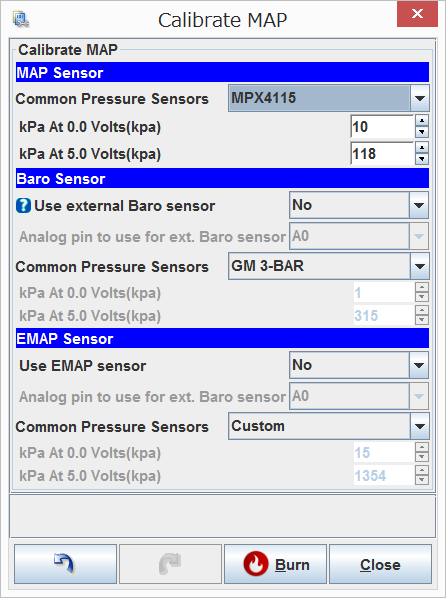 Calibrate MAP
Calibrate MAP
MAP Sensor
Common Pressure Sensors MPX4115
kPa At 0.0 Volts(kpa) 10
kPa At 5.0 Volts(kpa) 118
Baro Sensor
? Use external Baro sensor No
Analog pin to use for ext. Baro sensor A0
Common Pressure Sensors GM 3-BAR
kPa At 0.0 Volts(kpa) 1
kPa At 5.0 Volts(kpa) 315
EMAP Sensor
Use EMAP sensor No
Analog pin to use for ext. Baro sensor A0
Common Pressure Sensors Custom
kPa At 0.0 Volts(kpa) 15
kPa At 5.0 Volts(kpa) 1354
Burn Close